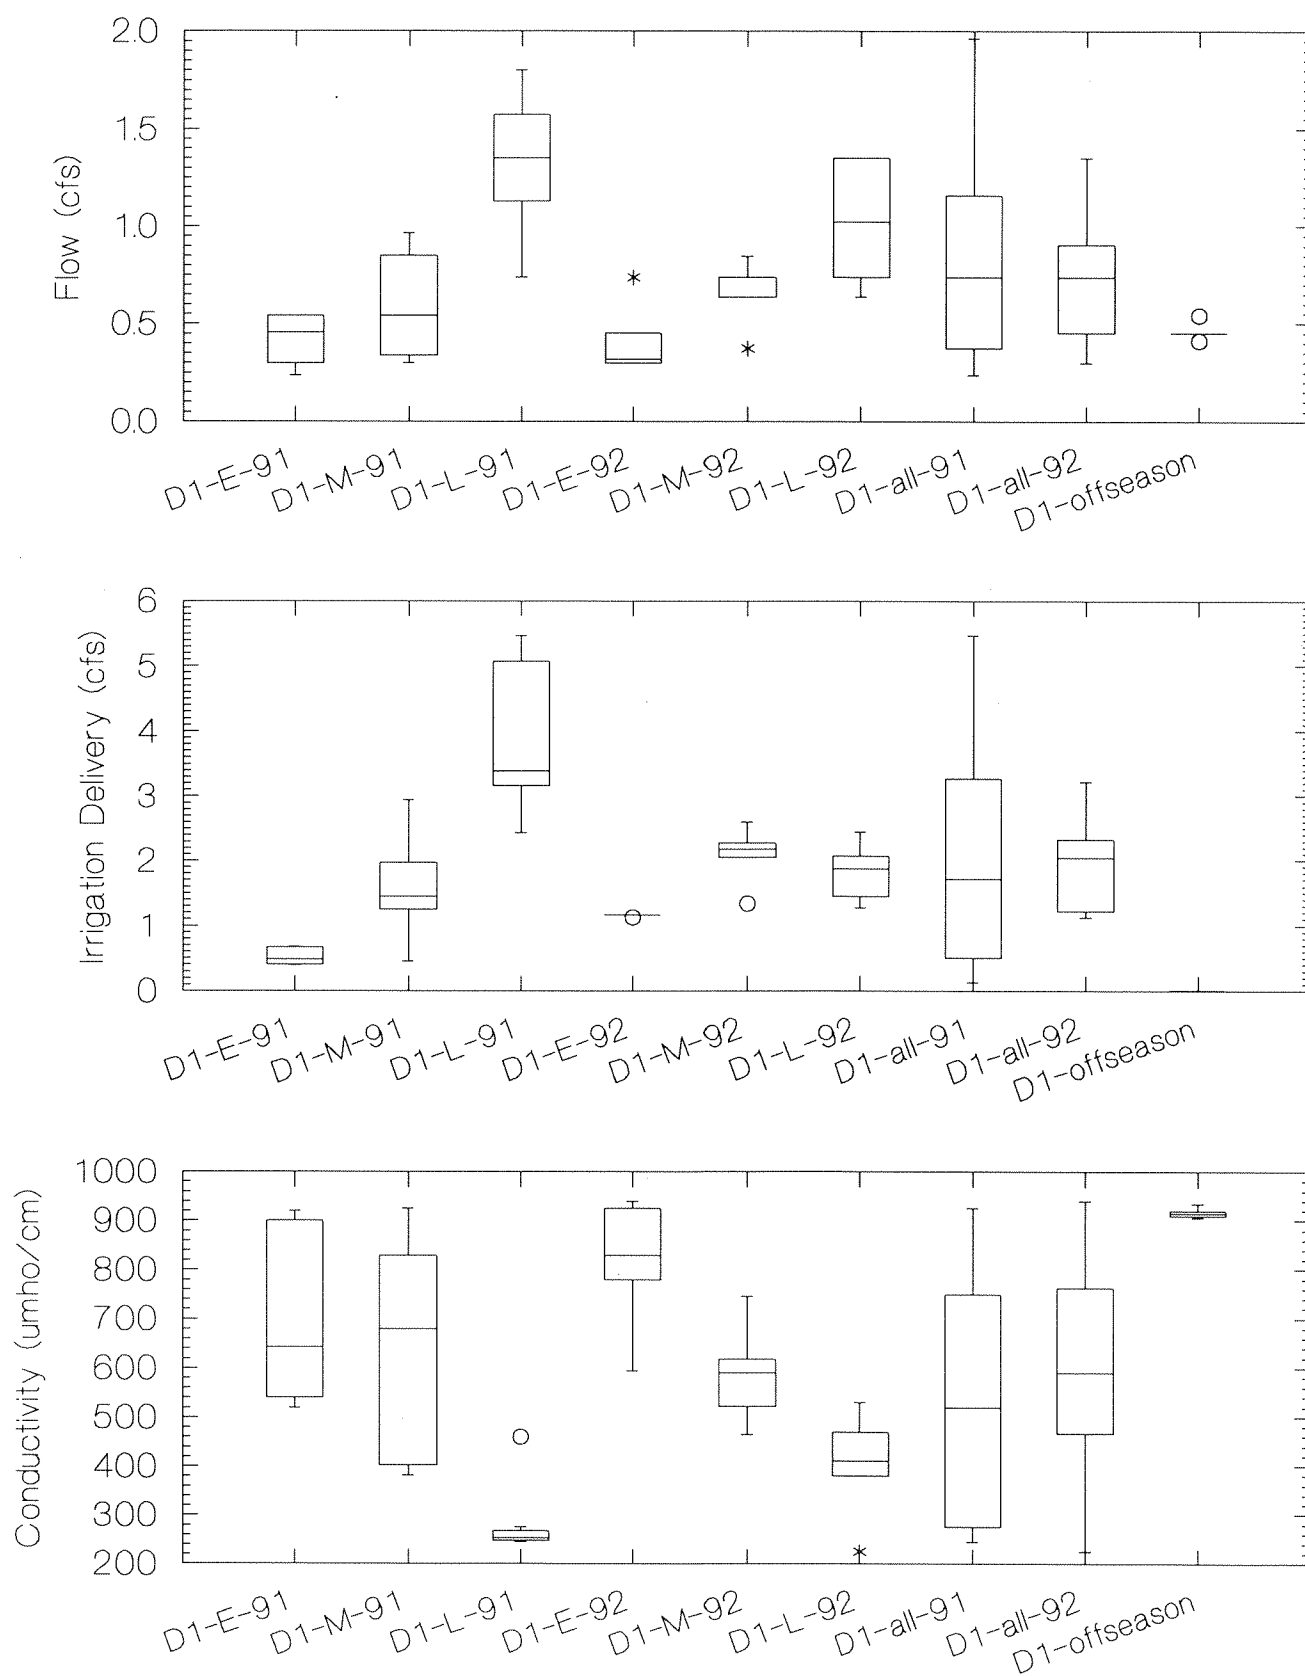 Flow (cfs)
2.0
1.5
1.0
0.5
0.0
D1-E-91
D1-M-91
D1-L-91
D1-E-92
D1-M-92
D1-L-92
D1-all-91
D1-all-92
D1-offseason
Irrigation Delivery (cfs)
6
5
4
3
2
1
0
D1-E-91
D1-M-91
D1-L-91
D1-E-92
D1-M-92
D1-L-92
D1-all-91
D1-all-92
D1-offseason
Conductivity (umho/cm)
1000
900
800
700
600
500
400
300
200
D1-E-91
D1-M-91
D1-L-91
D1-E-92
D1-M-92
D1-L-92
D1-all-91
D1-all-92
D1-offseason